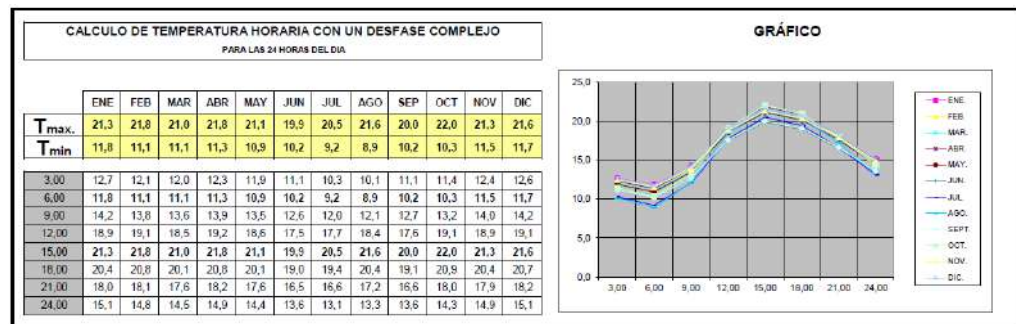 CALCULO DE TEMPERATURA HORARIA CON UN DESFASE COMPLEJO
PARA LAS 24 HORAS DEL DIA
ENE FEB MAR ABR MAY JUN JUL AGO SEP OCT NOV DIC
Tmax. 21,3 21,8 21,0 21,8 21,1 19,9 20,5 21,6 20,0 22,0 21,3 21,6
Tmin 11,8 11,1 11,1 11,3 10,9 10,2 9,2 8,9 10,2 10,3 11,5 11,7
3,00 12,7 12,1 12,0 12,3 11,9 11,1 10,3 10,1 11,1 11,4 12,4 12,6
6,00 11,8 11,1 11,1 11,3 10,9 10,2 9,2 8,9 10,2 10,3 11,5 11,7
9,00 14,2 13,8 13,6 13,9 13,5 12,6 12,0 12,1 12,7 13,2 14,0 14,2
12,00 18,9 19,1 18,5 19,2 18,6 17,5 17,7 18,4 17,6 19,1 18,9 19,1
15,00 21,3 21,8 21,0 21,8 21,1 19,9 20,5 21,6 20,0 22,0 21,3 21,6
18,00 20,4 20,8 20,1 20,8 20,1 19,0 19,4 20,4 19,1 20,9 20,4 20,7
21,00 18,0 18,1 17,6 18,2 17,6 16,5 16,6 17,2 16,6 18,0 17,9 18,2
24,00 15,1 14,8 14,5 14,9 14,4 13,6 13,1 13,3 13,6 14,3 14,9 15,1
GRÁFICO
25,0
20,0
15,0
10,0
5,0
0,0
3,00 6,00 9,00 12,00 15,00 18,00 21,00 24,00
ENE.
FEB.
MAR.
ABR.
MAY.
JUN.
JUL.
AGO.
SEPT.
OCT.
NOV.
DIC.